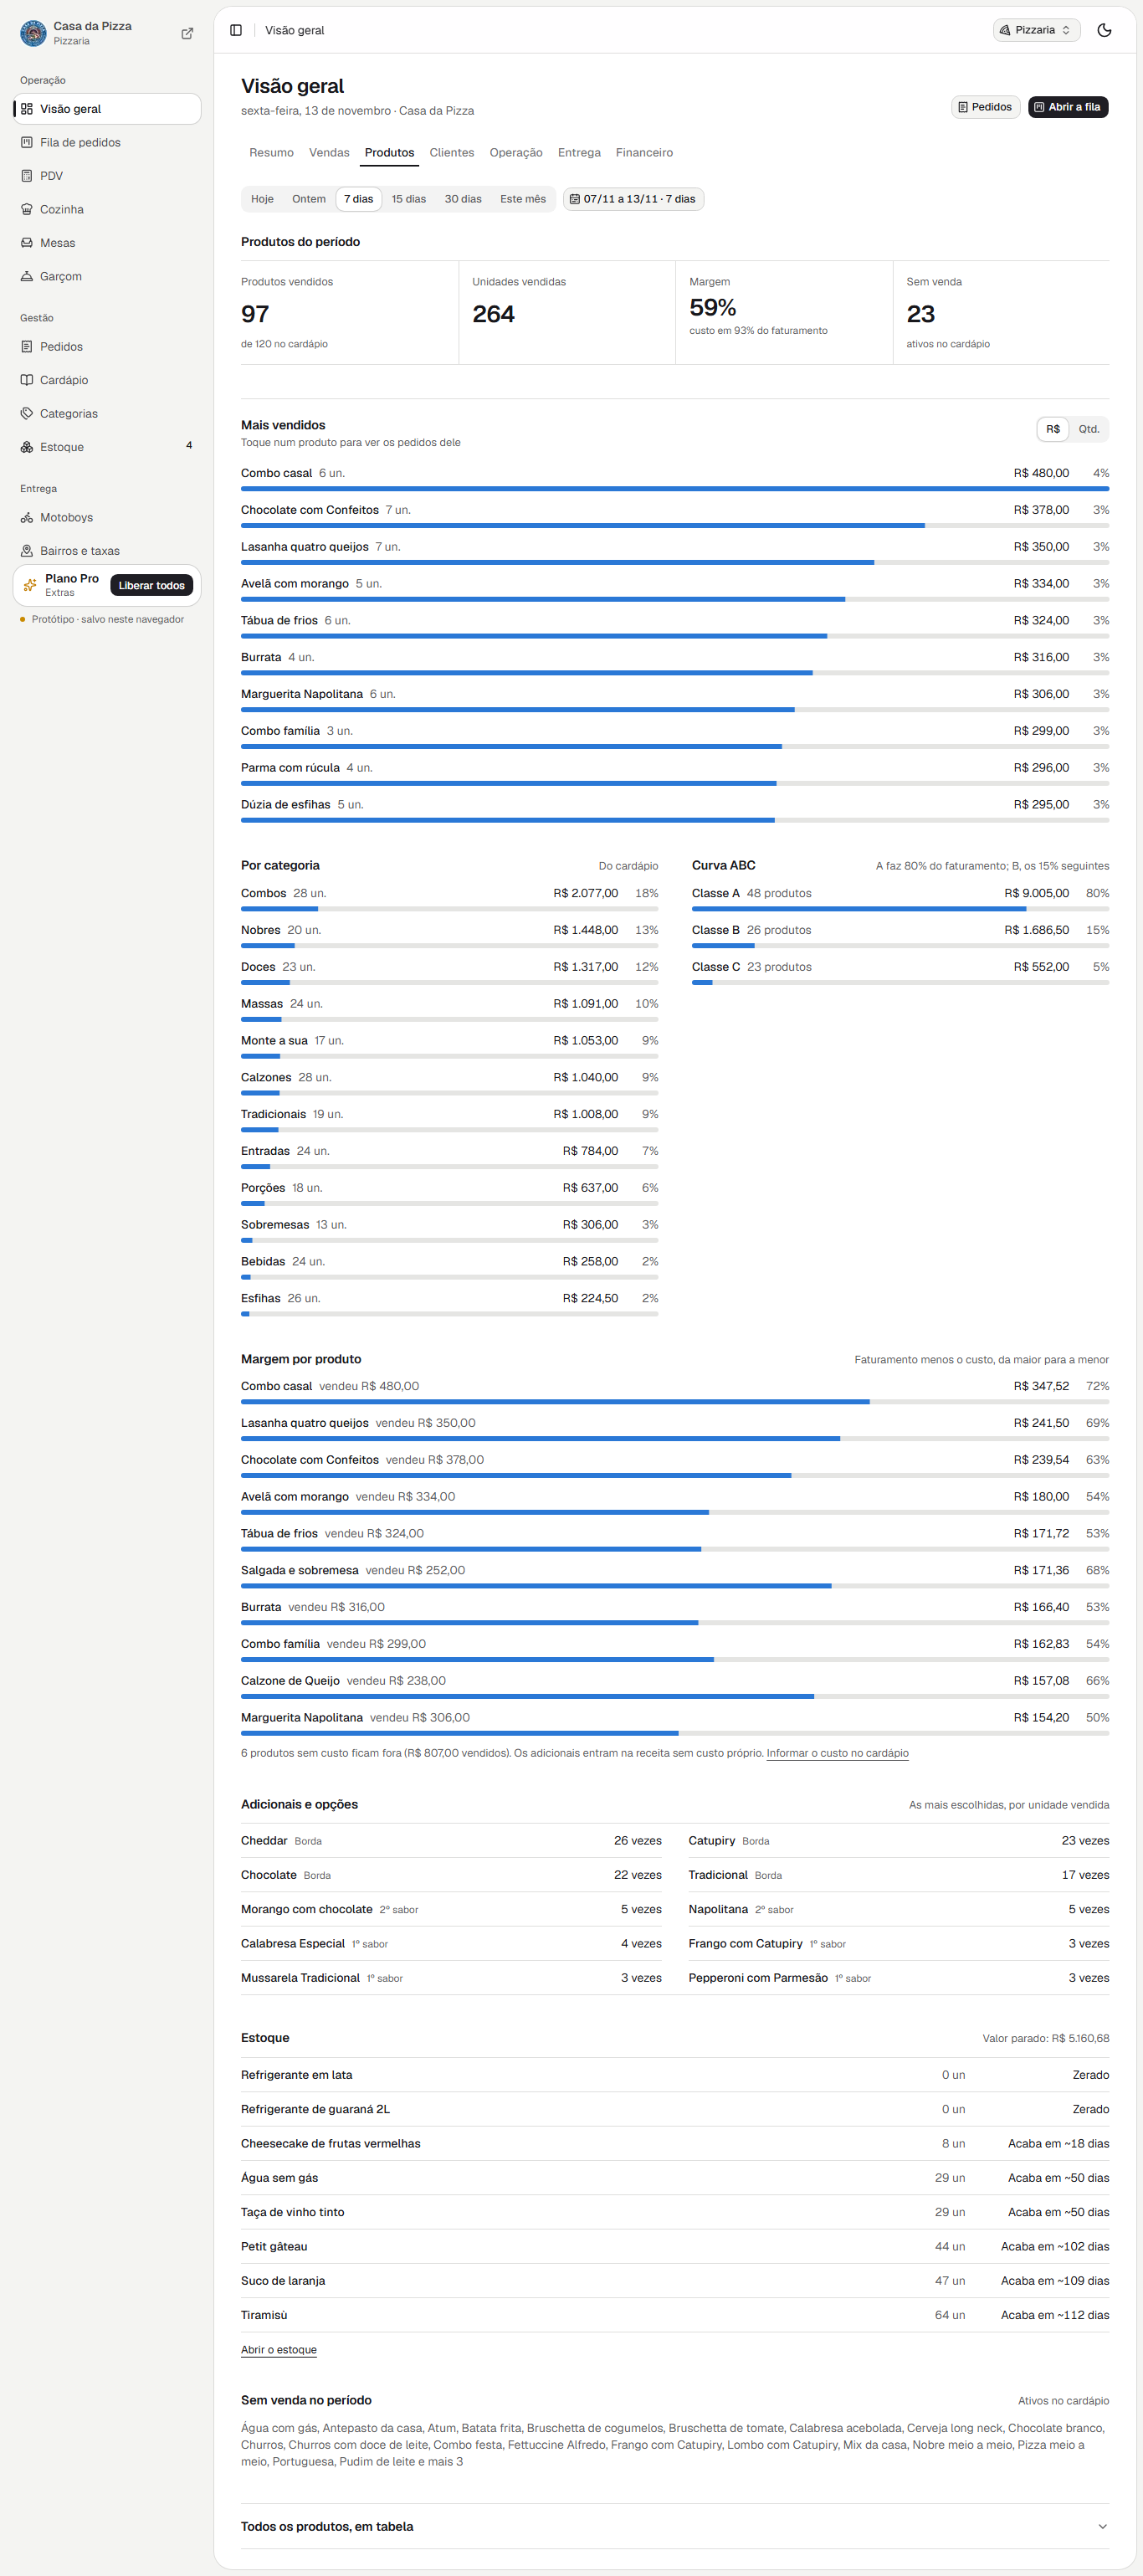 Casa da Pizza
Pizzaria
Operação
Visão geral
Fila de pedidos
PDV
Cozinha
Mesas
Garçom
Gestão
Pedidos
Cardápio
Categorias
Estoque 4
Entrega
Motoboys
Bairros e taxas
Plano Pro
Extras
Liberar todos
Protótipo · salvo neste navegador
Visão geral
Pizzaria
Visão geral
sexta-feira, 13 de novembro · Casa da Pizza
Pedidos
Abrir a fila
Resumo Vendas Produtos Clientes Operação Entrega Financeiro
Hoje Ontem 7 dias 15 dias 30 dias Este mês 07/11 a 13/11 · 7 dias
Produtos do período
Produtos vendidos
97
de 120 no cardápio
Unidades vendidas
264
Margem
59%
custo em 93% do faturamento
Sem venda
23
ativos no cardápio
Mais vendidos
Toque num produto para ver os pedidos dele
R$ Qtd.
Combo casal 6 un. R$ 480,00 4%
Chocolate com Confeitos 7 un. R$ 378,00 3%
Lasanha quatro queijos 7 un. R$ 350,00 3%
Avelã com morango 5 un. R$ 334,00 3%
Tábua de frios 6 un. R$ 324,00 3%
Burrata 4 un. R$ 316,00 3%
Marguerita Napolitana 6 un. R$ 306,00 3%
Combo família 3 un. R$ 299,00 3%
Parma com rúcula 4 un. R$ 296,00 3%
Dúzia de esfihas 5 un. R$ 295,00 3%
Por categoria Do cardápio
Combos 28 un. R$ 2.077,00 18%
Nobres 20 un. R$ 1.448,00 13%
Doces 23 un. R$ 1.317,00 12%
Massas 24 un. R$ 1.091,00 10%
Monte a sua 17 un. R$ 1.053,00 9%
Calzones 28 un. R$ 1.040,00 9%
Tradicionais 19 un. R$ 1.008,00 9%
Entradas 24 un. R$ 784,00 7%
Porções 18 un. R$ 637,00 6%
Sobremesas 13 un. R$ 306,00 3%
Bebidas 24 un. R$ 258,00 2%
Esfihas 26 un. R$ 224,50 2%
Curva ABC A faz 80% do faturamento; B, os 15% seguintes
Classe A 48 produtos R$ 9.005,00 80%
Classe B 26 produtos R$ 1.686,50 15%
Classe C 23 produtos R$ 552,00 5%
Margem por produto Faturamento menos o custo, da maior para a menor
Combo casal vendeu R$ 480,00 R$ 347,52 72%
Lasanha quatro queijos vendeu R$ 350,00 R$ 241,50 69%
Chocolate com Confeitos vendeu R$ 378,00 R$ 239,54 63%
Avelã com morango vendeu R$ 334,00 R$ 180,00 54%
Tábua de frios vendeu R$ 324,00 R$ 171,72 53%
Salgada e sobremesa vendeu R$ 252,00 R$ 171,36 68%
Burrata vendeu R$ 316,00 R$ 166,40 53%
Combo família vendeu R$ 299,00 R$ 162,83 54%
Calzone de Queijo vendeu R$ 238,00 R$ 157,08 66%
Marguerita Napolitana vendeu R$ 306,00 R$ 154,20 50%
6 produtos sem custo ficam fora (R$ 807,00 vendidos). Os adicionais entram na receita sem custo próprio. Informar o custo no cardápio
Adicionais e opções As mais escolhidas, por unidade vendida
Cheddar Borda 26 vezes
Catupiry Borda 23 vezes
Chocolate Borda 22 vezes
Tradicional Borda 17 vezes
Morango com chocolate 2º sabor 5 vezes
Napolitana 2º sabor 5 vezes
Calabresa Especial 1º sabor 4 vezes
Frango com Catupiry 1º sabor 3 vezes
Mussarela Tradicional 1º sabor 3 vezes
Pepperoni com Parmesão 1º sabor 3 vezes
Estoque Valor parado: R$ 5.160,68
Refrigerante em lata 0 un Zerado
Refrigerante de guaraná 2L 0 un Zerado
Cheesecake de frutas vermelhas 8 un Acaba em ~18 dias
Água sem gás 29 un Acaba em ~50 dias
Taça de vinho tinto 29 un Acaba em ~50 dias
Petit gâteau 44 un Acaba em ~102 dias
Suco de laranja 47 un Acaba em ~109 dias
Tiramisù 64 un Acaba em ~112 dias
Abrir o estoque
Sem venda no período Ativos no cardápio
Água com gás, Antepasto da casa, Atum, Batata frita, Bruschetta de cogumelos, Bruschetta de tomate, Calabresa acebolada, Cerveja long neck, Chocolate branco,
Churros, Churros com doce de leite, Combo festa, Fettuccine Alfredo, Frango com Catupiry, Lombo com Catupiry, Mix da casa, Nobre meio a meio, Pizza meio a
meio, Portuguesa, Pudim de leite e mais 3
Todos os produtos, em tabela